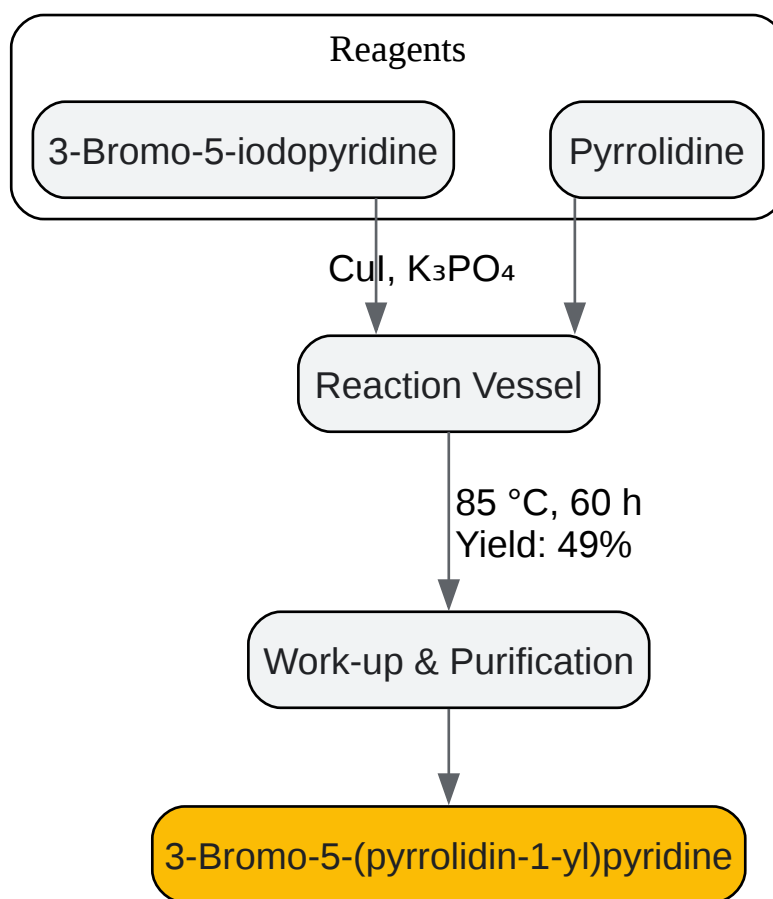 Reagents
3-Bromo-5-iodopyridine
Pyrrolidine
CuI, K₃PO₄
Reaction Vessel
85 °C, 60 h
Yield: 49%
Work-up & Purification
3-Bromo-5-(pyrrolidin-1-yl)pyridine